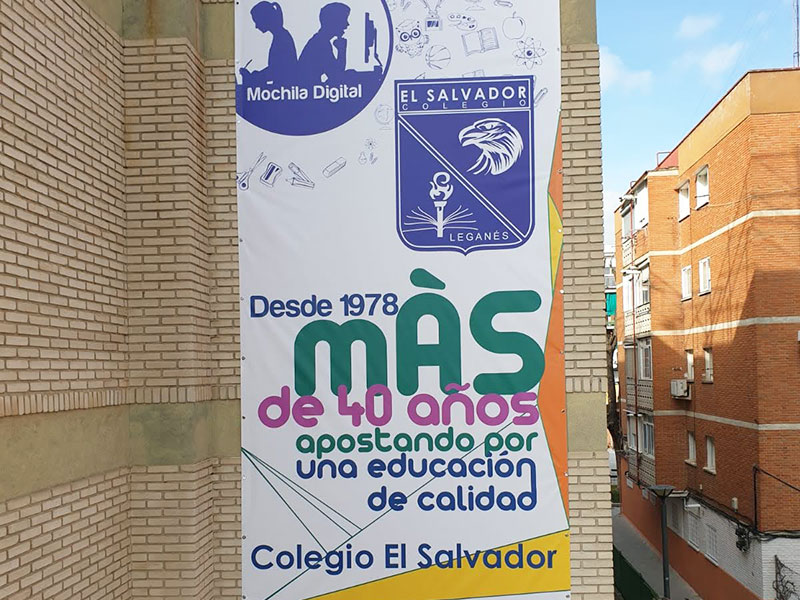 Mochila Digital
EL SALVADOR
COLEGIO
LEGANÉS
Desde 1978
mÀS
de 40 años
apostando por
una educación
de calidad
Colegio El Salvador